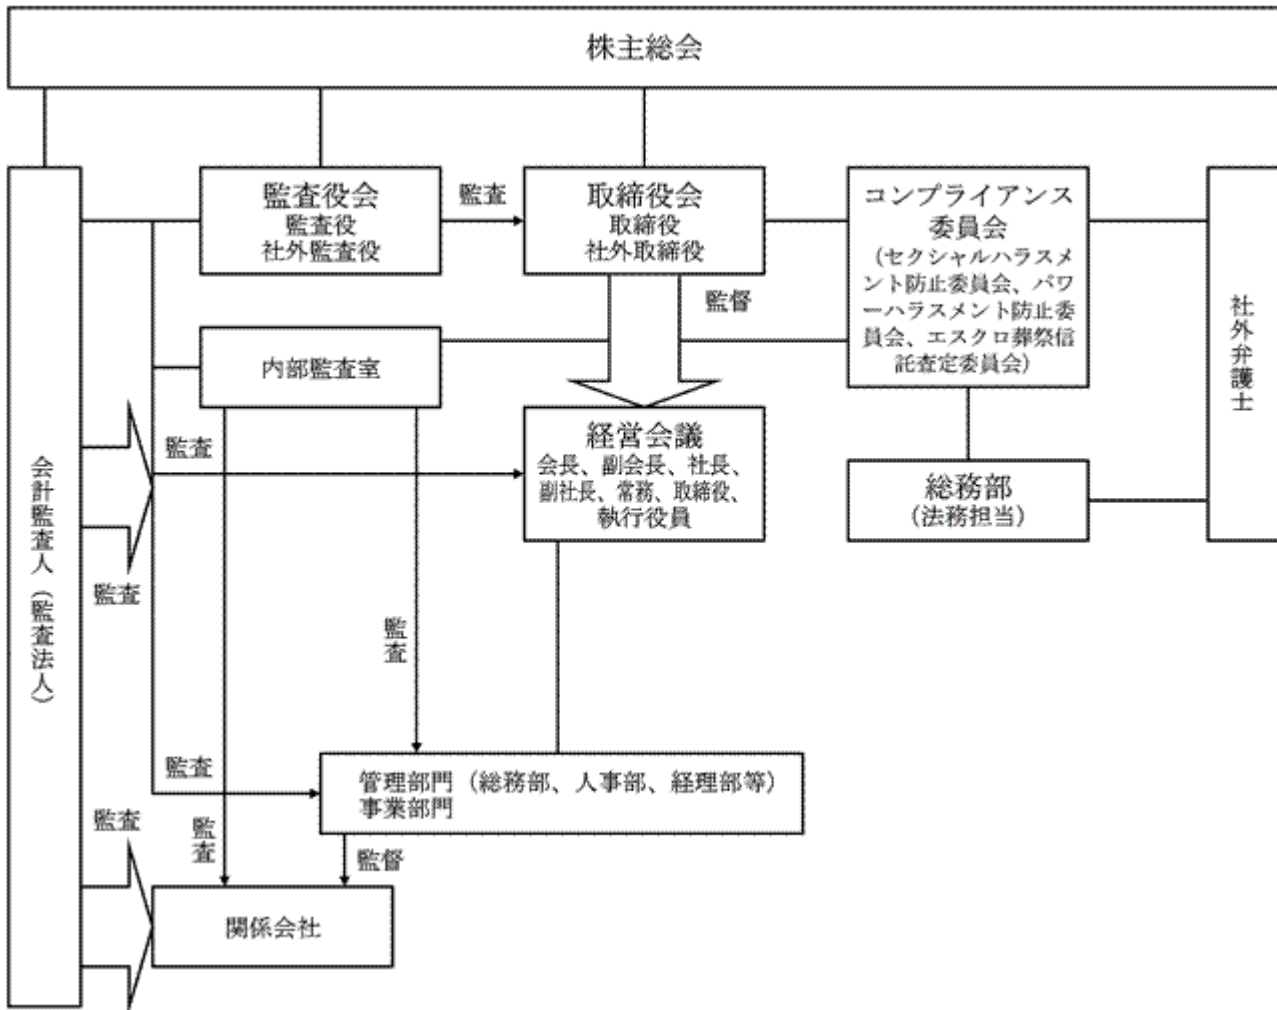 株主総会
監査役会
監査役
社外監査役
監査
取締役会
取締役
社外取締役
コンプライアンス
委員会
（セクシャルハラスメ
ント防止委員会、パワ
ーハラスメント防止委
員会、エスクロ葬祭信
託査定委員会）
社外弁護士
監督
内部監査室
会計監査人（監査法人）
監査
経営会議
会長、副会長、社長、
副社長、常務、取締役、
執行役員
総務部
（法務担当）
監査
監査
監査
管理部門（総務部、人事部、経理部等）
事業部門
監査
監査
監督
関係会社